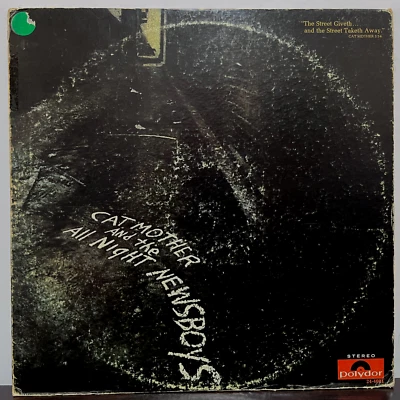 "The Street Giveth...
and the Street Taketh Away."
CAT MOTHER
And the
All Night NEWSBOYS
STEREO
polydor